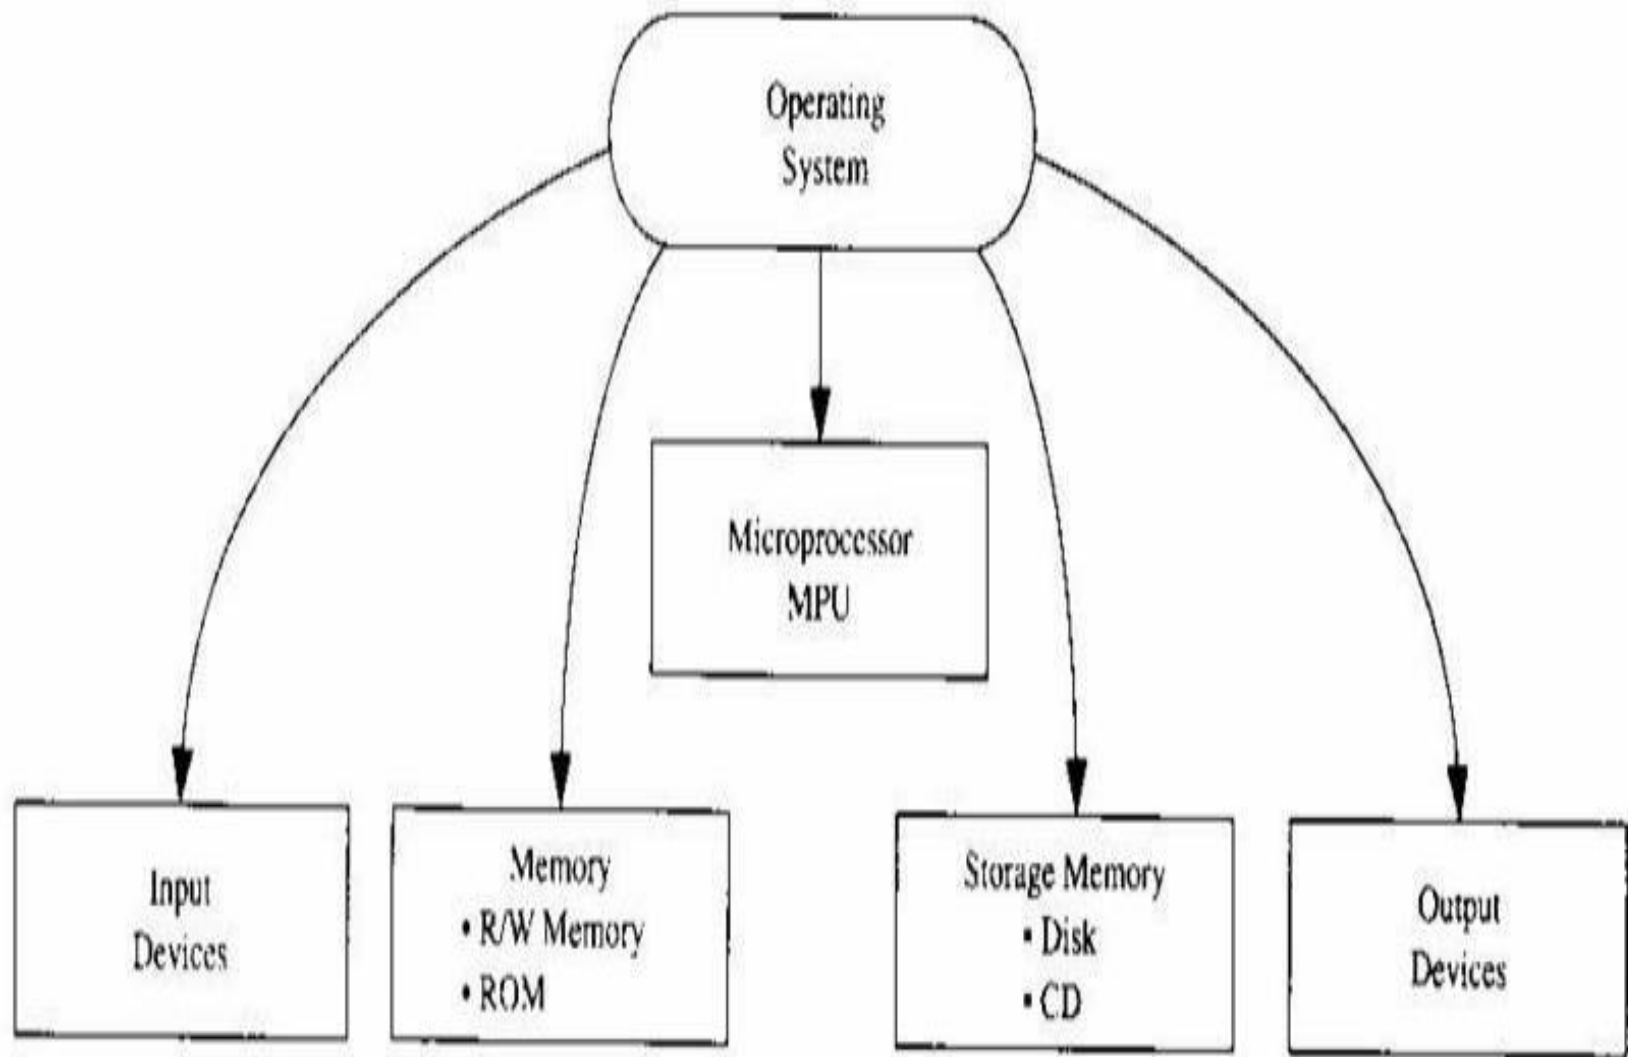 Operating
System
Microprocessor
MPU
Input
Devices
Memory
• R/W Memory
• ROM
Storage Memory
▪ Disk
▪ CD
Output
Devices